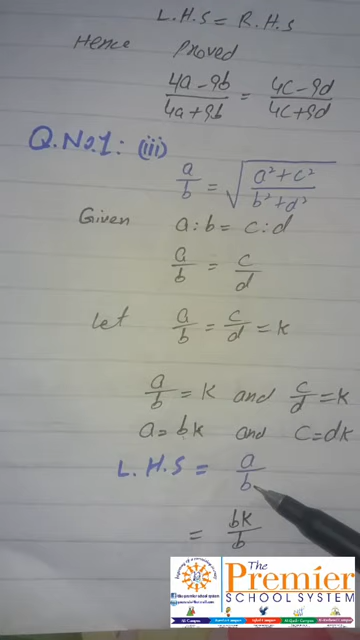 L.H.S = R.H.S
Hence Proved
4a-9b/4a+9b = 4c-9d/4c+9d
Q.No.1: (iii)
a/b = √(a²+c²/b²+d²)
Given a:b = c:d
a/b = c/d
Let a/b = c/d = k
a/b = k and c/d = k
a = bk and c = dk
L.H.S = a/b
= bk/b
The
Premier
SCHOOL SYSTEM